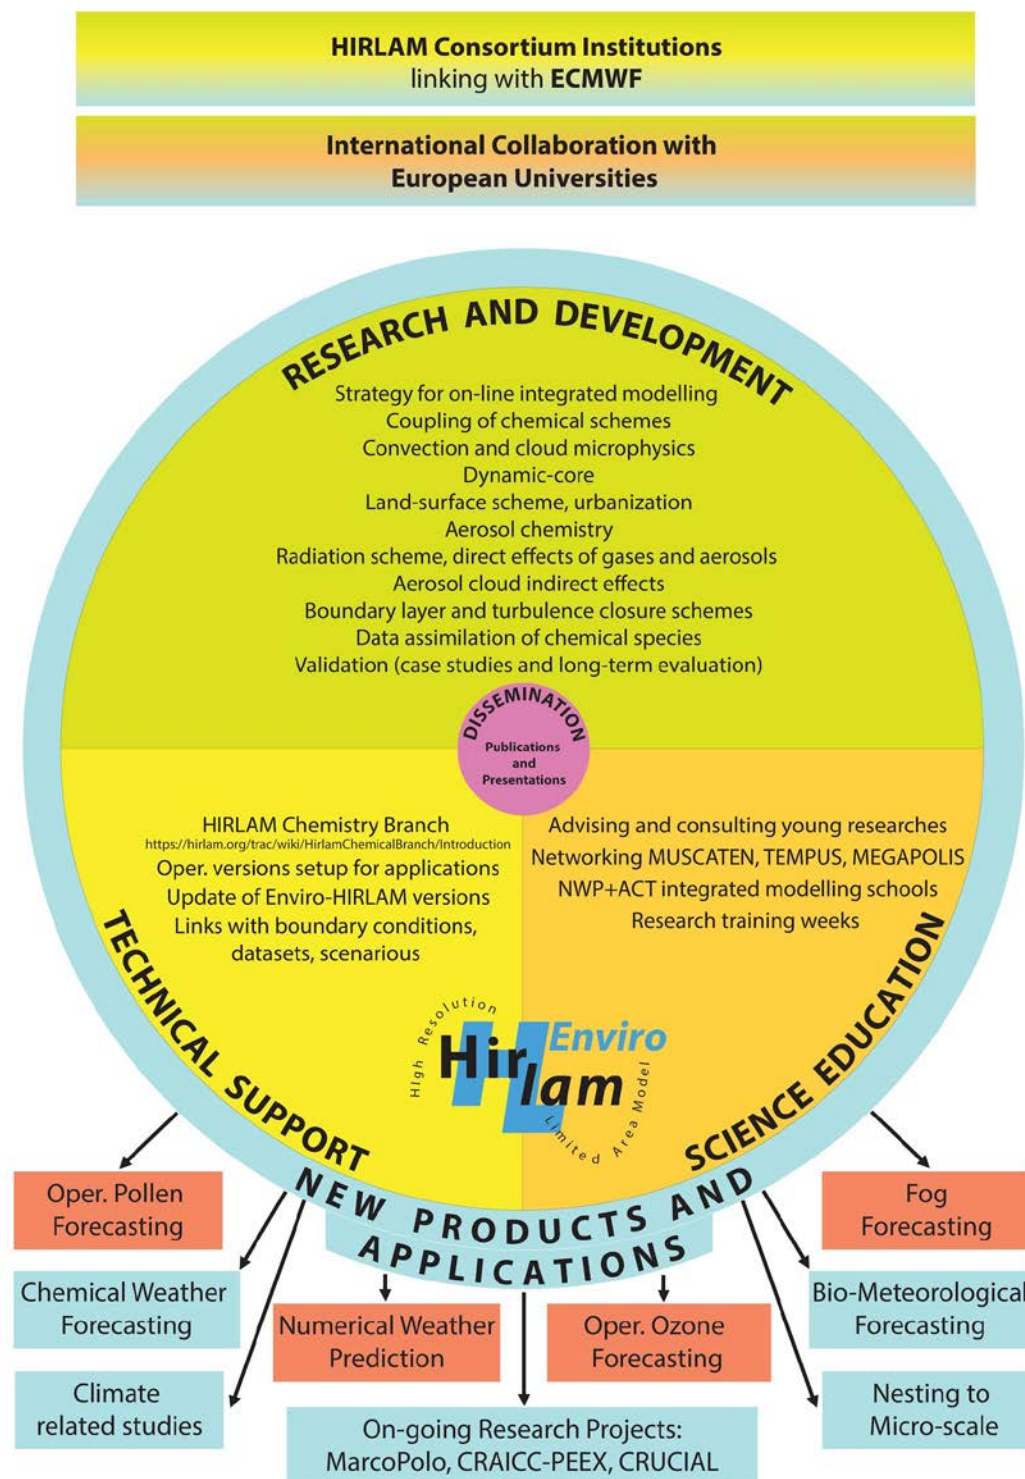 HIRLAM Consortium Institutions
linking with ECMWF
International Collaboration with
European Universities
RESEARCH AND DEVELOPMENT
Strategy for on-line integrated modelling
Coupling of chemical schemes
Convection and cloud microphysics
Dynamic-core
Land-surface scheme, urbanization
Aerosol chemistry
Radiation scheme, direct effects of gases and aerosols
Aerosol cloud indirect effects
Boundary layer and turbulence closure schemes
Data assimilation of chemical species
Validation (case studies and long-term evaluation)
DISSEMINATION
Publications
and
Presentations
HIRLAM Chemistry Branch
https://hirlam.org/trac/wiki/HirlamChemicalBranch/Introduction
Oper. versions setup for applications
Update of Enviro-HIRLAM versions
Links with boundary conditions,
datasets, scenarious
TECHNICAL SUPPORT
Advising and consulting young researches
Networking MUSCATEN, TEMPUS, MEGAPOLIS
NWP+ACT integrated modelling schools
Research training weeks
SCIENCE EDUCATION
HIgh Resolution
Enviro
Hir
lam
Limited Area Model
NEW PRODUCTS AND
APPLICATIONS
Oper. Pollen
Forecasting
Fog
Forecasting
Chemical Weather
Forecasting
Bio-Meteorological
Forecasting
Numerical Weather
Prediction
Oper. Ozone
Forecasting
Climate
related studies
Nesting to
Micro-scale
On-going Research Projects:
MarcoPolo, CRAICC-PEEX, CRUCIAL